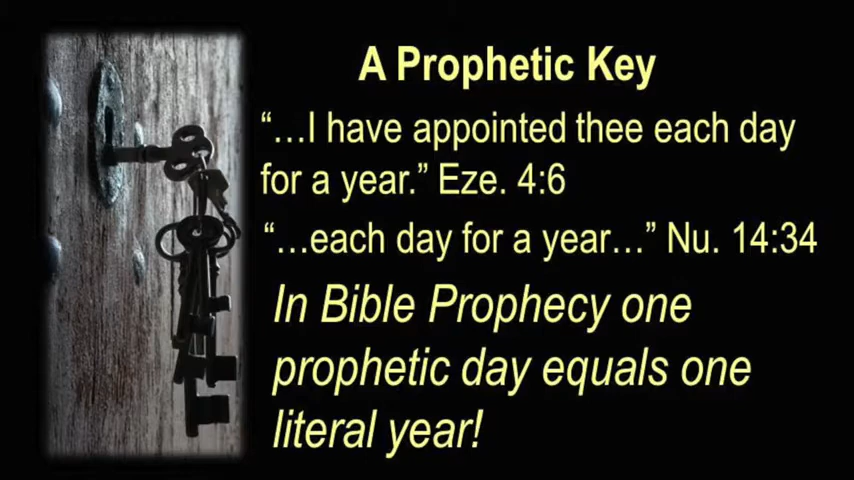 A Prophetic Key
“…I have appointed thee each day
for a year.” Eze. 4:6
“…each day for a year…” Nu. 14:34
In Bible Prophecy one
prophetic day equals one
literal year!